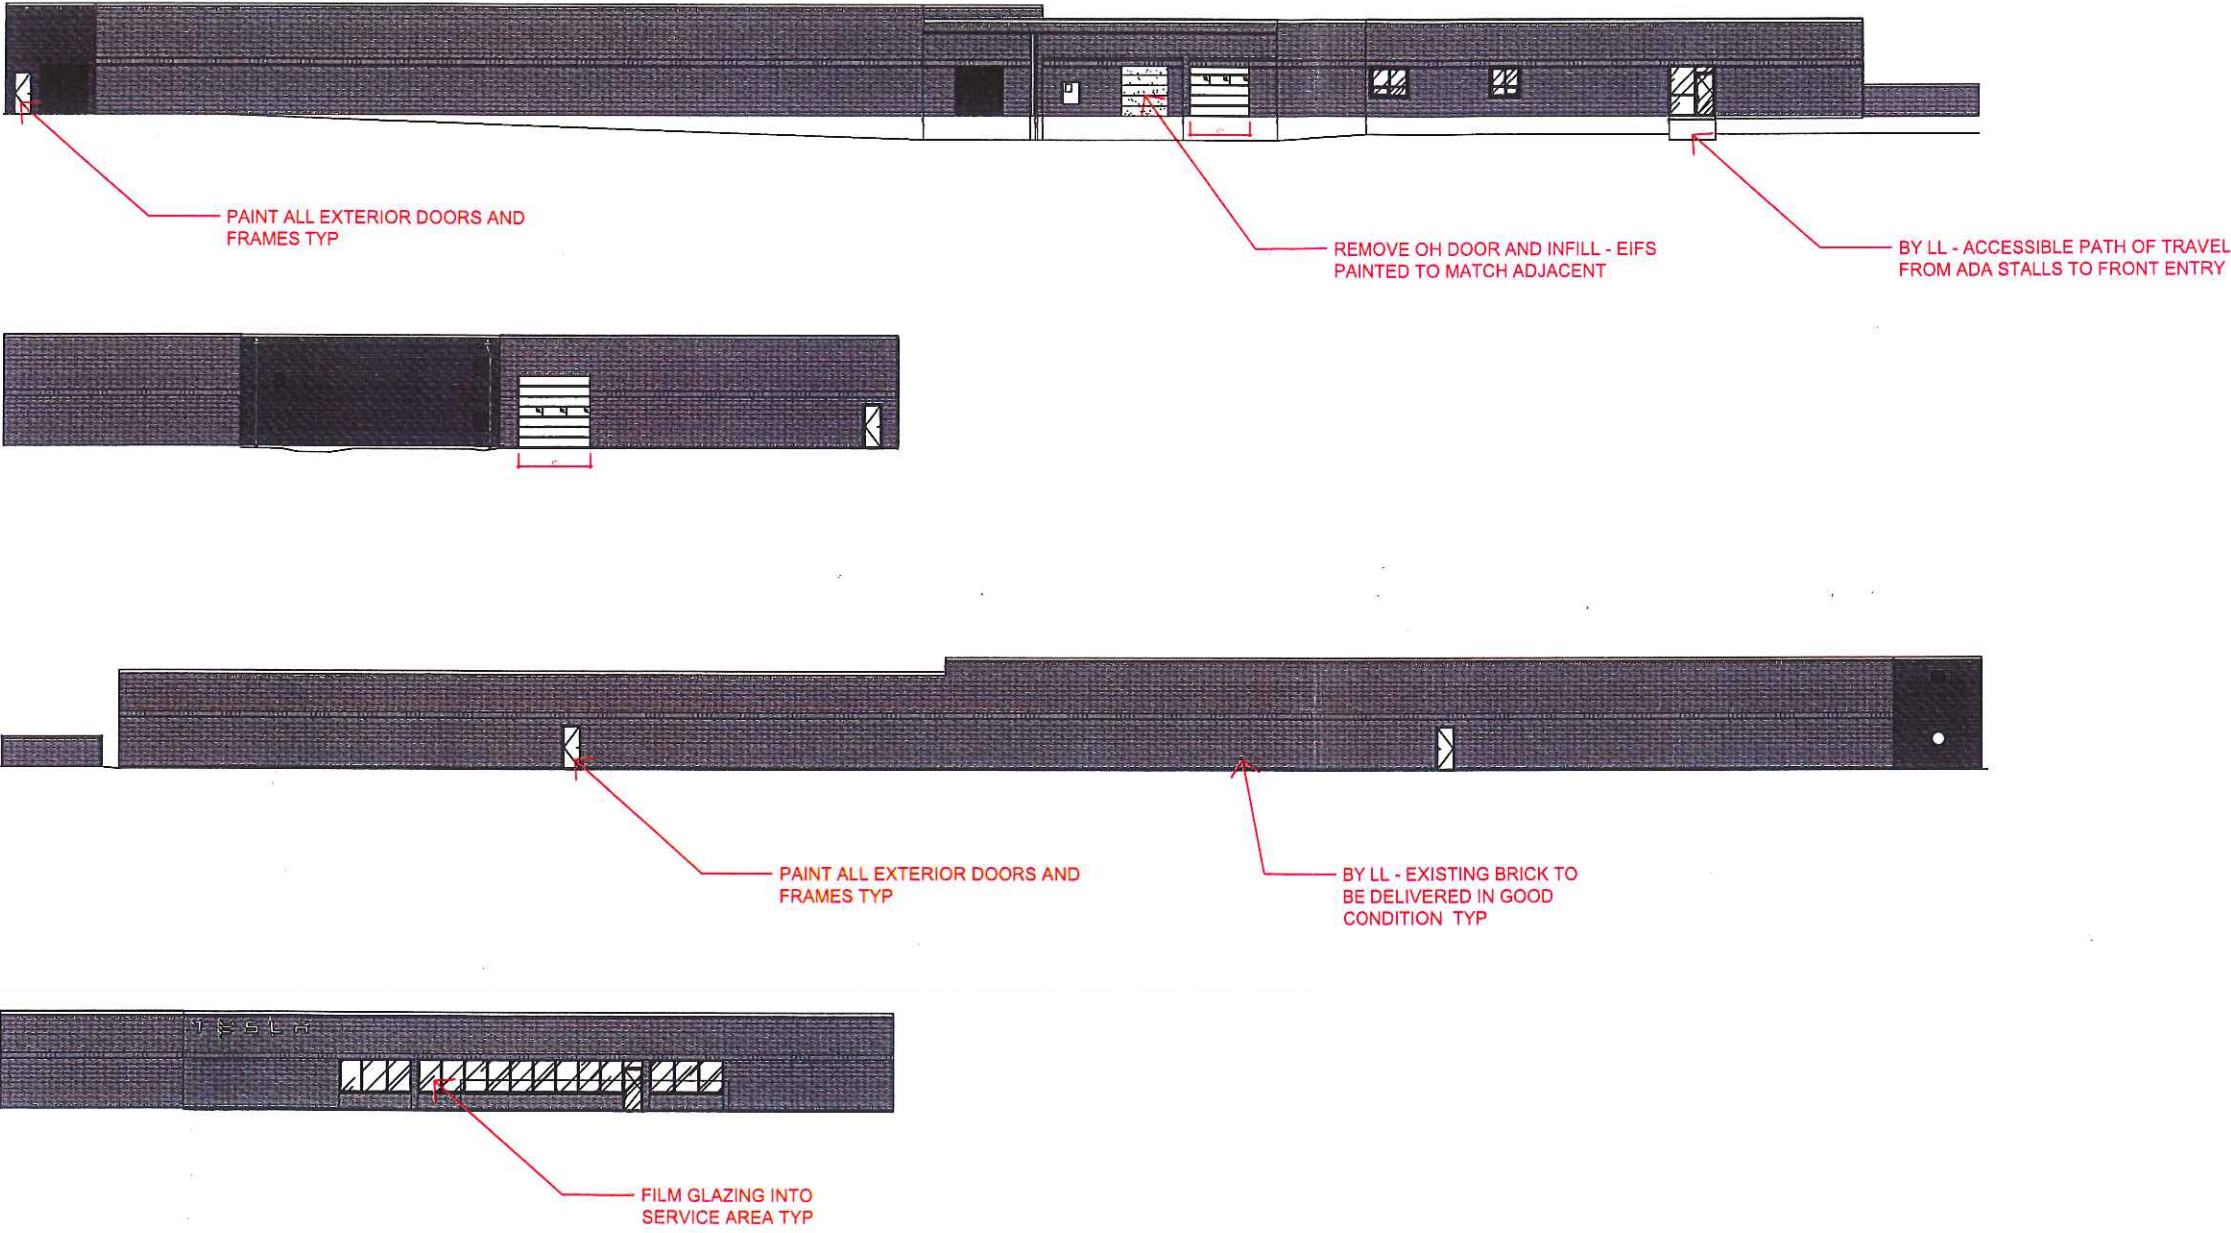 PAINT ALL EXTERIOR DOORS AND
FRAMES TYP
REMOVE OH DOOR AND INFILL - EIFS
PAINTED TO MATCH ADJACENT
BY LL - ACCESSIBLE PATH OF TRAVEL
FROM ADA STALLS TO FRONT ENTRY
PAINT ALL EXTERIOR DOORS AND
FRAMES TYP
BY LL - EXISTING BRICK TO
BE DELIVERED IN GOOD
CONDITION TYP
TESLA
FILM GLAZING INTO
SERVICE AREA TYP